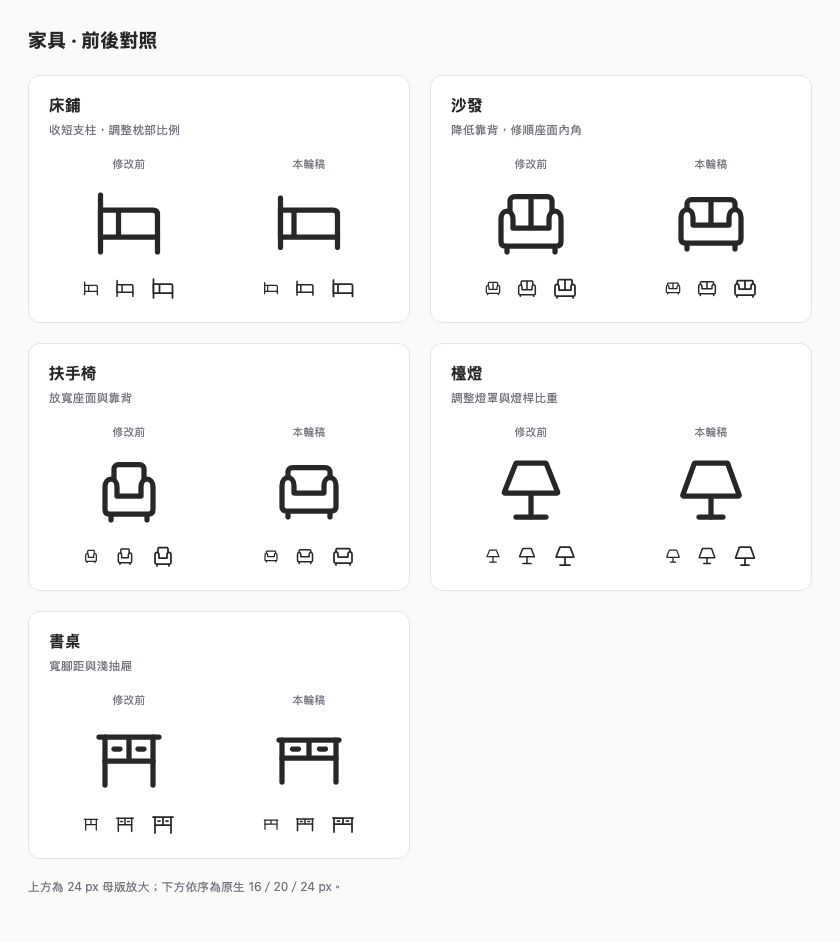 家具 · 前後對照
床鋪
收短支柱，調整枕部比例
修改前
本輪稿
沙發
降低靠背，修順座面內角
修改前
本輪稿
扶手椅
放寬座面與靠背
修改前
本輪稿
檯燈
調整燈罩與燈桿比重
修改前
本輪稿
書桌
寬腳距與淺抽屜
修改前
本輪稿
上方為 24 px 母版放大；下方依序為原生 16 / 20 / 24 px。